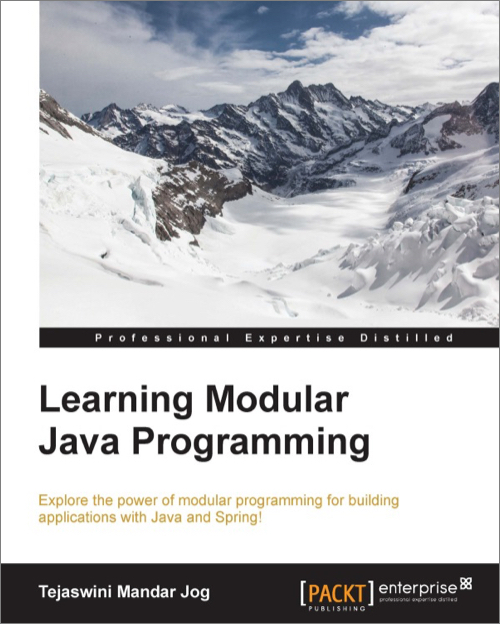 Professional Expertise Distilled
Learning Modular
Java Programming
Explore the power of modular programming for building
applications with Java and Spring!
Tejaswini Mandar Jog
[PACKT] enterprise
PUBLISHING
professional expertise distilled